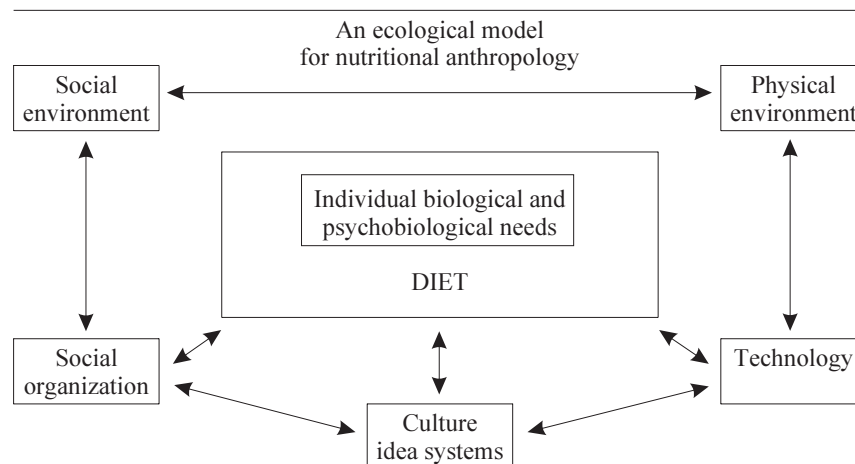 An ecological model
for nutritional anthropology
Social
environment
Physical
environment
Individual biological and
psychobiological needs
DIET
Social
organization
Technology
Culture
idea systems